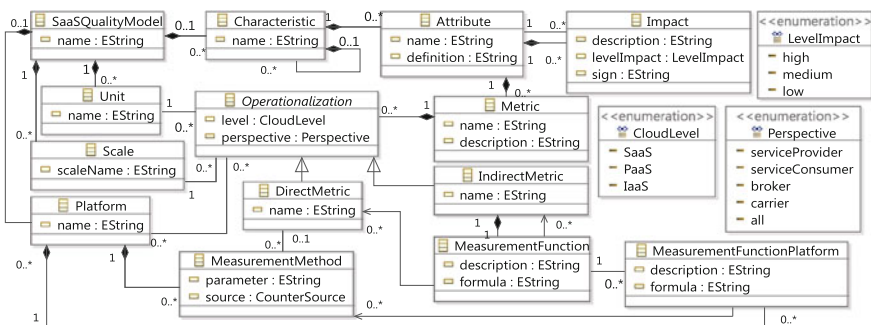 SaaSQualityModel
name : EString
Characteristic
name : EString
Attribute
name : EString
definition : EString
Impact
description : EString
levelImpact : LevelImpact
sign : EString
<<enumeration>>
LevelImpact
high
medium
low
0..1
0..1
1
0..*
0..1
0..*
0..*
1
1
0..*
0..*
1
1
0..*
1
0..*
Unit
name : EString
1
0..*
Operationalization
level : CloudLevel
perspective : Perspective
0..*
1
Metric
name : EString
description : EString
<<enumeration>>
CloudLevel
SaaS
PaaS
IaaS
<<enumeration>>
Perspective
serviceProvider
serviceConsumer
broker
carrier
all
0..*
Scale
scaleName : EString
0..*
1
0..*
IndirectMetric
name : EString
DirectMetric
name : EString
Platform
name : EString
0..*
0..*
0..*
1
0..*
0..1
0..*
1
1
0..*
MeasurementMethod
parameter : EString
source : CounterSource
0..*
MeasurementFunction
description : EString
formula : EString
1
0..*
MeasurementFunctionPlatform
description : EString
formula : EString
0..*
1
0..*